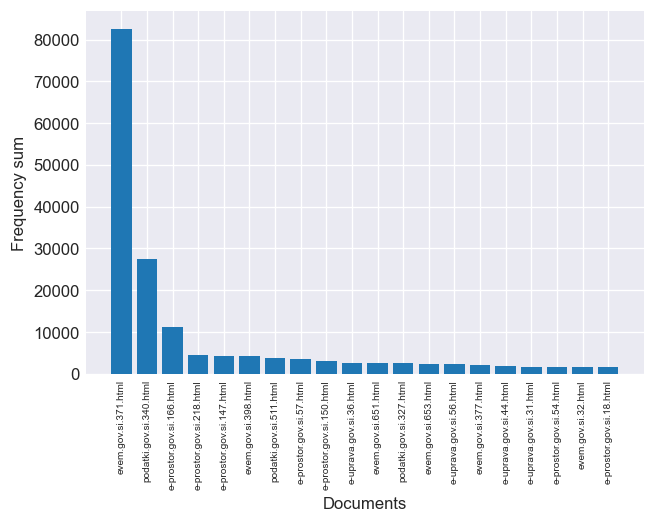 80000
70000
60000
50000
40000
30000
20000
10000
0
Frequency sum
evem.gov.si.371.html
podatki.gov.si.340.html
e-prostor.gov.si.166.html
e-prostor.gov.si.218.html
e-prostor.gov.si.147.html
evem.gov.si.398.html
podatki.gov.si.511.html
e-prostor.gov.si.57.html
e-prostor.gov.si.150.html
e-uprava.gov.si.36.html
evem.gov.si.651.html
podatki.gov.si.327.html
evem.gov.si.653.html
e-uprava.gov.si.56.html
evem.gov.si.377.html
e-uprava.gov.si.44.html
e-uprava.gov.si.31.html
e-prostor.gov.si.54.html
evem.gov.si.32.html
e-prostor.gov.si.18.html
Documents